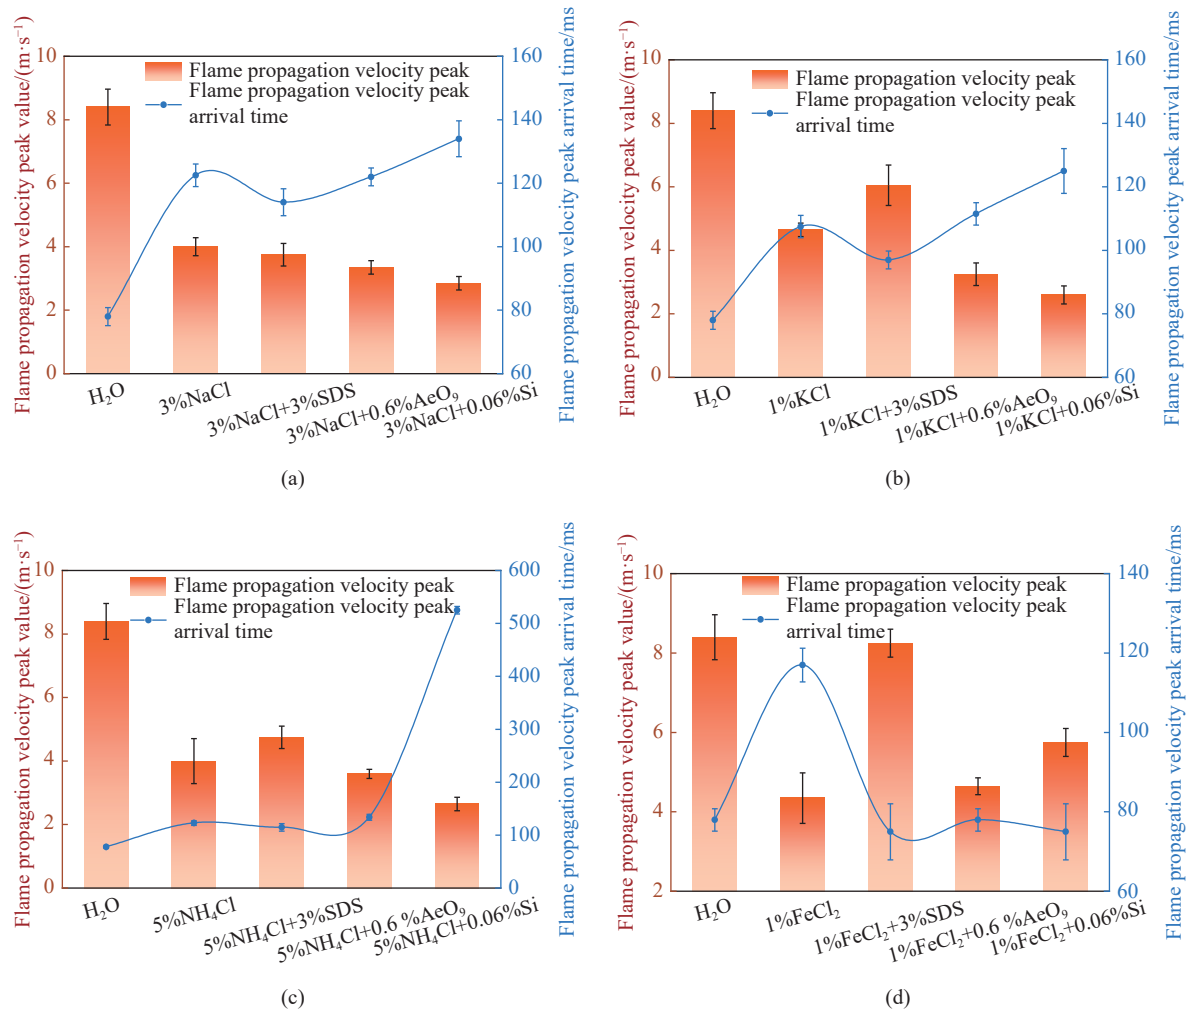 Flame propagation velocity peak value/(m·s⁻¹)
10
8
6
4
2
0
Flame propagation velocity peak
Flame propagation velocity peak
arrival time
160
140
120
100
80
60
Flame propagation velocity peak arrival time/ms
H₂O
3%NaCl
3%NaCl+3%SDS
3%NaCl+0.6%AeO₉
3%NaCl+0.06%Si
(a)
Flame propagation velocity peak value/(m·s⁻¹)
10
8
6
4
2
0
Flame propagation velocity peak
Flame propagation velocity peak
arrival time
160
140
120
100
80
60
Flame propagation velocity peak arrival time/ms
H₂O
1%KCl
1%KCl+3%SDS
1%KCl+0.6%AeO₉
1%KCl+0.06%Si
(b)
Flame propagation velocity peak value/(m·s⁻¹)
10
8
6
4
2
0
Flame propagation velocity peak
Flame propagation velocity peak
arrival time
600
500
400
300
200
100
0
Flame propagation velocity peak arrival time/ms
H₂O
5%NH₄Cl
5%NH₄Cl+3%SDS
5%NH₄Cl+0.6 %AeO₉
5%NH₄Cl+0.06%Si
(c)
Flame propagation velocity peak value/(m·s⁻¹)
10
8
6
4
2
Flame propagation velocity peak
Flame propagation velocity peak
arrival time
140
120
100
80
60
Flame propagation velocity peak arrival time/ms
H₂O
1%FeCl₂
1%FeCl₂+3%SDS
1%FeCl₂+0.6 %AeO₉
1%FeCl₂+0.06%Si
(d)